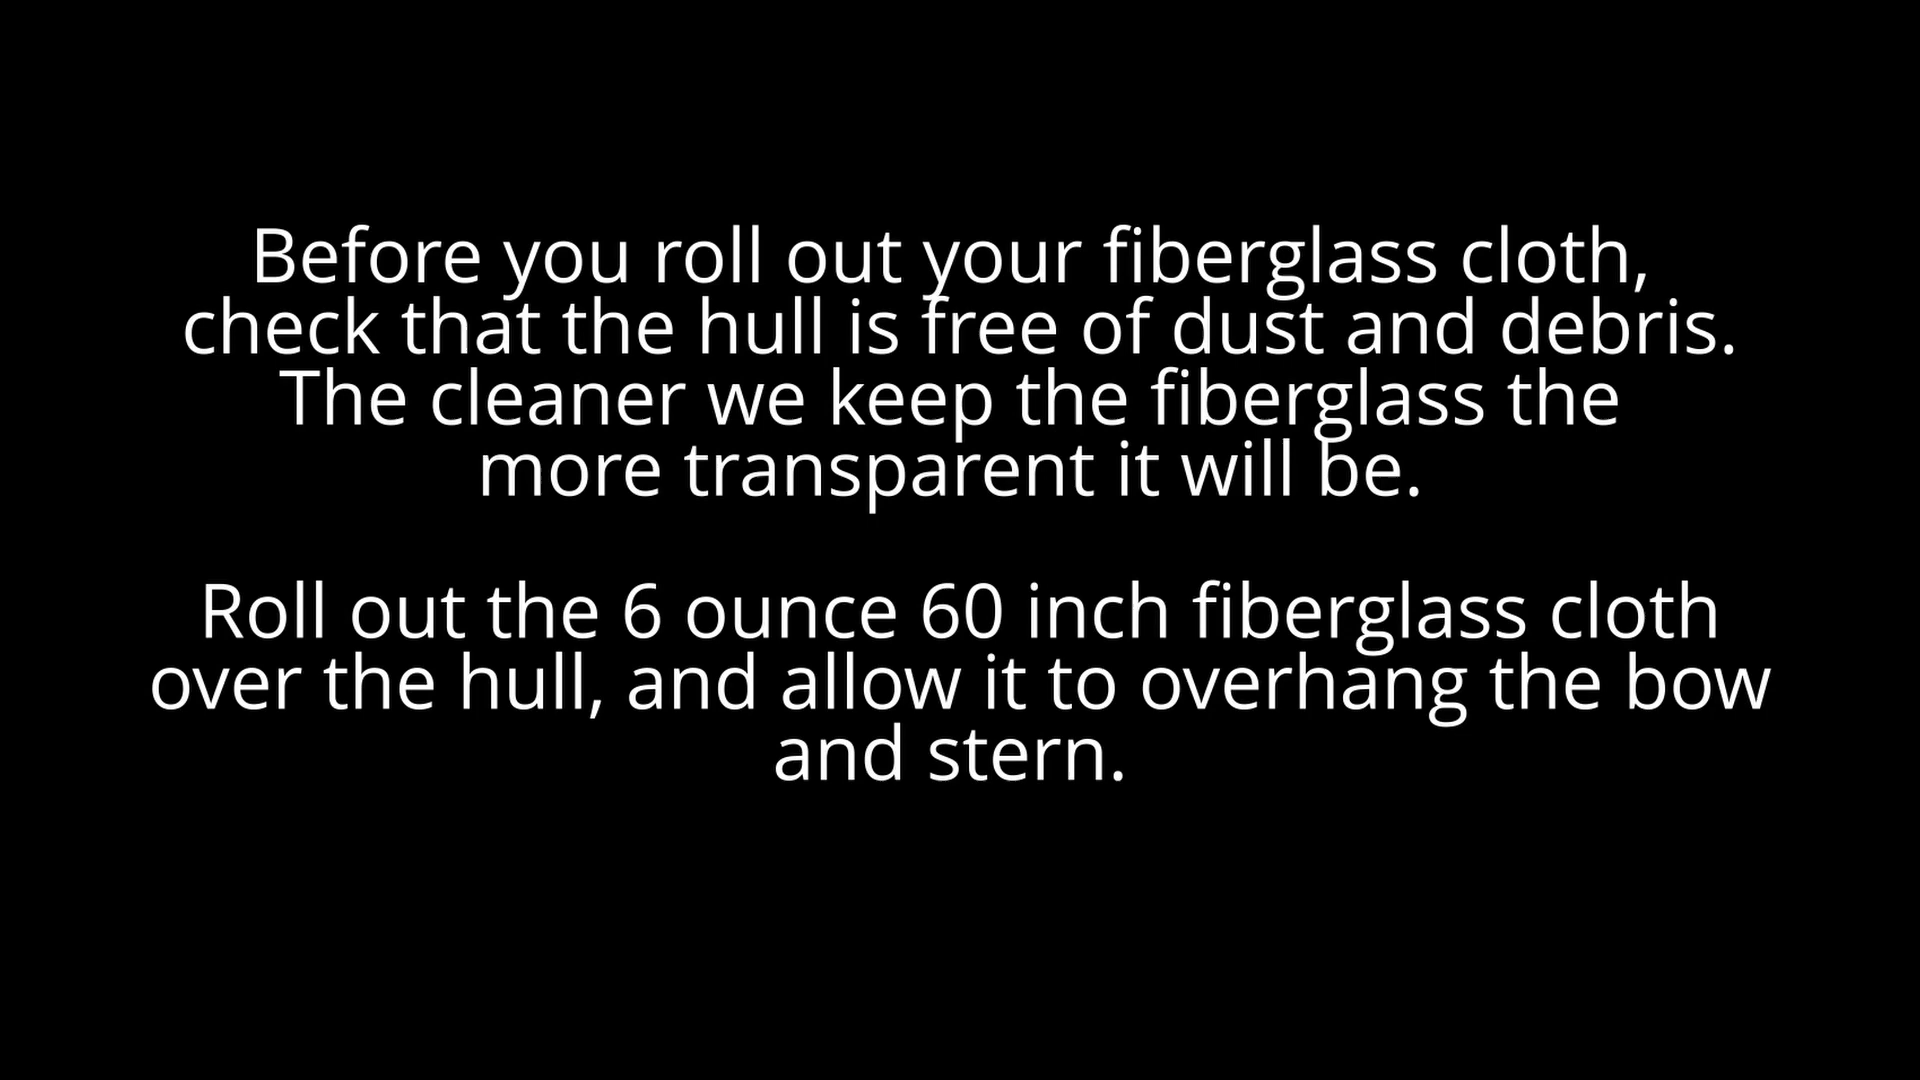 Before you roll out your fiberglass cloth,
check that the hull is free of dust and debris.
The cleaner we keep the fiberglass the
more transparent it will be.
Roll out the 6 ounce 60 inch fiberglass cloth
over the hull, and allow it to overhang the bow
and stern.